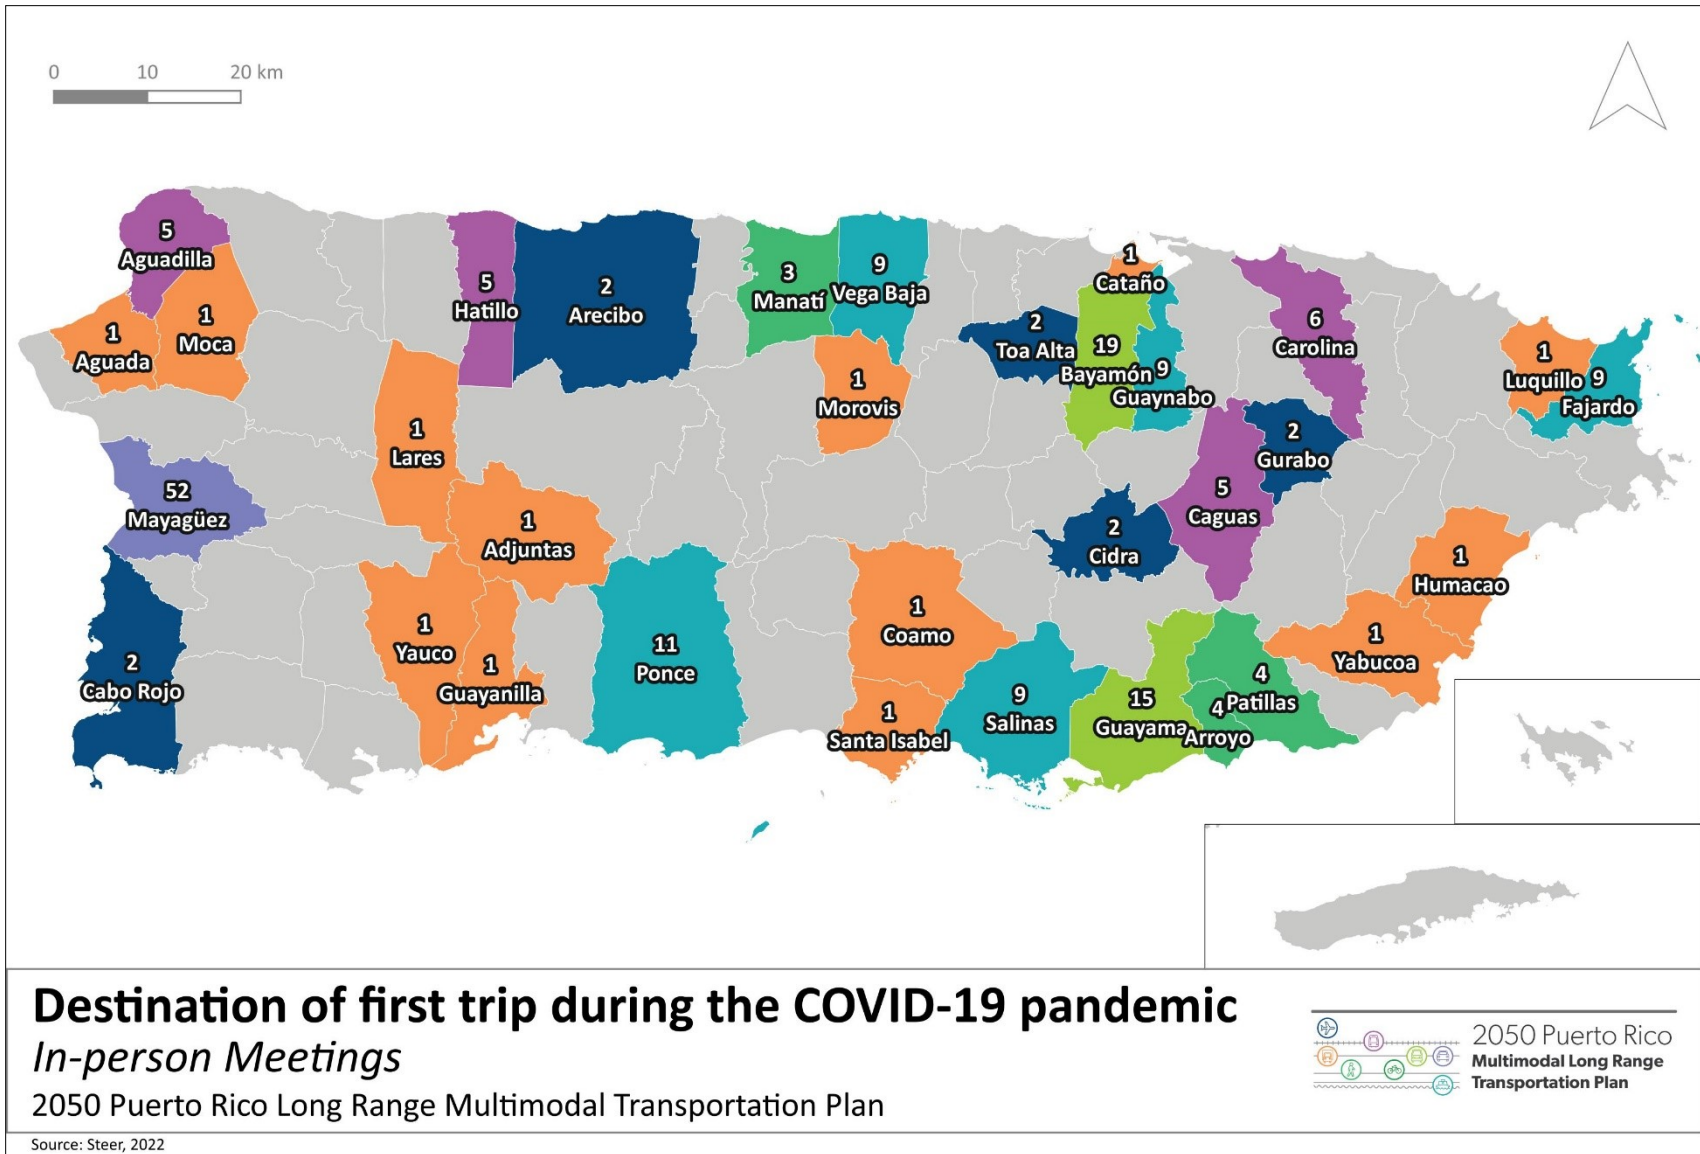 0 10 20 km
5
Aguadilla
1
Moca
1
Aguada
5
Hatillo
2
Arecibo
3
Manatí
9
Vega Baja
1
Cataño
2
Toa Alta
19
Bayamón
9
Guaynabo
6
Carolina
1
Luquillo
9
Fajardo
1
Morovis
1
Lares
2
Gurabo
52
Mayagüez
5
Caguas
1
Adjuntas
2
Cidra
1
Humacao
2
Cabo Rojo
1
Yauco
1
Guayanilla
11
Ponce
1
Coamo
1
Yabucoa
1
Santa Isabel
9
Salinas
15
Guayama
4
Patillas
4
Arroyo
Destination of first trip during the COVID-19 pandemic
In-person Meetings
2050 Puerto Rico Long Range Multimodal Transportation Plan
2050 Puerto Rico
Multimodal Long Range
Transportation Plan
Source: Steer, 2022